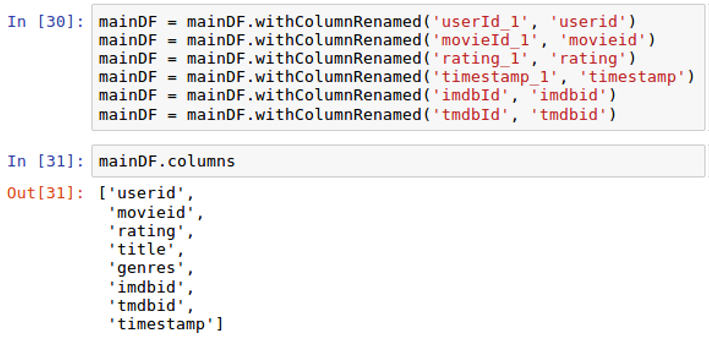 In [30]: mainDF = mainDF.withColumnRenamed('userId_1', 'userid')
mainDF = mainDF.withColumnRenamed('movieId_1', 'movieid')
mainDF = mainDF.withColumnRenamed('rating_1', 'rating')
mainDF = mainDF.withColumnRenamed('timestamp_1', 'timestamp')
mainDF = mainDF.withColumnRenamed('imdbId', 'imdbid')
mainDF = mainDF.withColumnRenamed('tmdbId', 'tmdbid')
In [31]: mainDF.columns
Out[31]: ['userid',
'movieid',
'rating',
'title',
'genres',
'imdbid',
'tmdbid',
'timestamp']